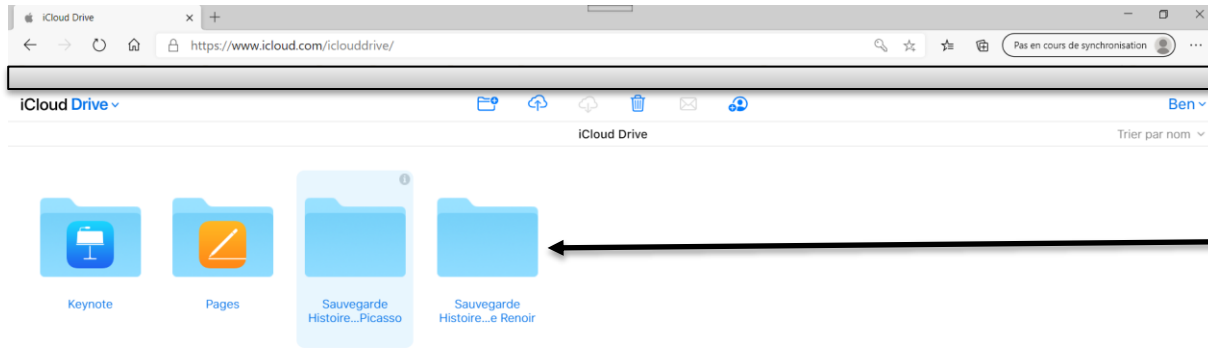 iCloud Drive
https://www.icloud.com/iclouddrive/
Pas en cours de synchronisation
iCloud Drive
Ben
iCloud Drive
Trier par nom
Keynote
Pages
Sauvegarde
Histoire...Picasso
Sauvegarde
Histoire...e Renoir